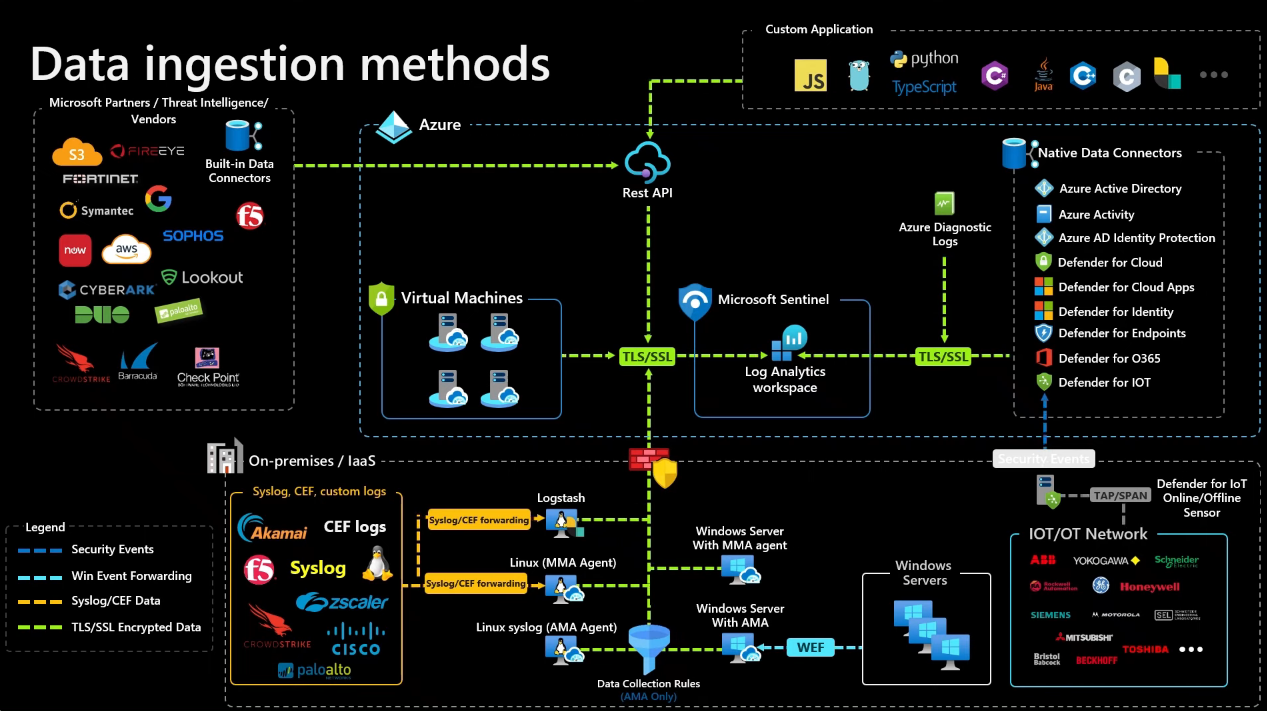 Data ingestion methods
Custom Application
JS
python
TypeScript
C#
Java
C++
C
Microsoft Partners / Threat Intelligence/
Vendors
S3
FIREEYE
Built-in Data
Connectors
FORTINET
Symantec
G
f5
SOPHOS
now
aws
Lookout
CYBERARK
DUO
paloalto
CROWDSTRIKE
Barracuda
Check Point
Azure
Rest API
Azure Diagnostic
Logs
Native Data Connectors
Azure Active Directory
Azure Activity
Azure AD Identity Protection
Defender for Cloud
Defender for Cloud Apps
Defender for Identity
Defender for Endpoints
Defender for O365
Defender for IOT
Virtual Machines
Microsoft Sentinel
TLS/SSL
Log Analytics
workspace
TLS/SSL
On-premises / IaaS
Security Events
Syslog, CEF, custom logs
Akamai
CEF logs
f5
Syslog
zscaler
CROWDSTRIKE
CISCO
paloalto
Syslog/CEF forwarding
Logstash
Syslog/CEF forwarding
Linux (MMA Agent)
Linux syslog (AMA Agent)
Windows Server
With MMA agent
Windows Server
With AMA
Data Collection Rules
(AMA Only)
WEF
Windows
Servers
TAP/SPAN
Defender for IoT
Online/Offline
Sensor
IOT/OT Network
ABB
YOKOGAWA
Schneider
Electric
Rockwell
Automation
Honeywell
SIEMENS
MOTOROLA
SEL
MITSUBISHI
TOSHIBA
Bristol
Babcock
BECKHOFF
Legend
Security Events
Win Event Forwarding
Syslog/CEF Data
TLS/SSL Encrypted Data